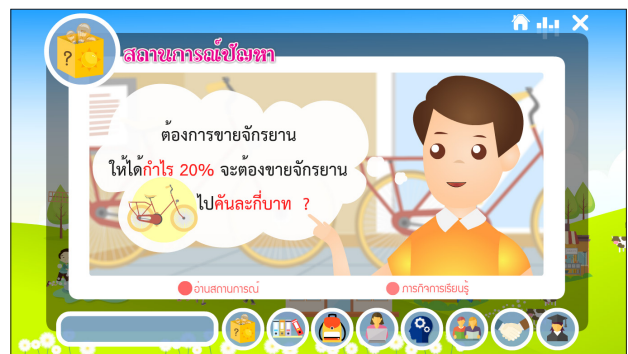 สถานการณ์ปัญหา
ต้องการขายจักรยาน
ให้ได้กำไร 20% จะต้องขายจักรยาน
ไปคันละกี่บาท ?
อ่านสถานการณ์
ภารกิจการเรียนรู้